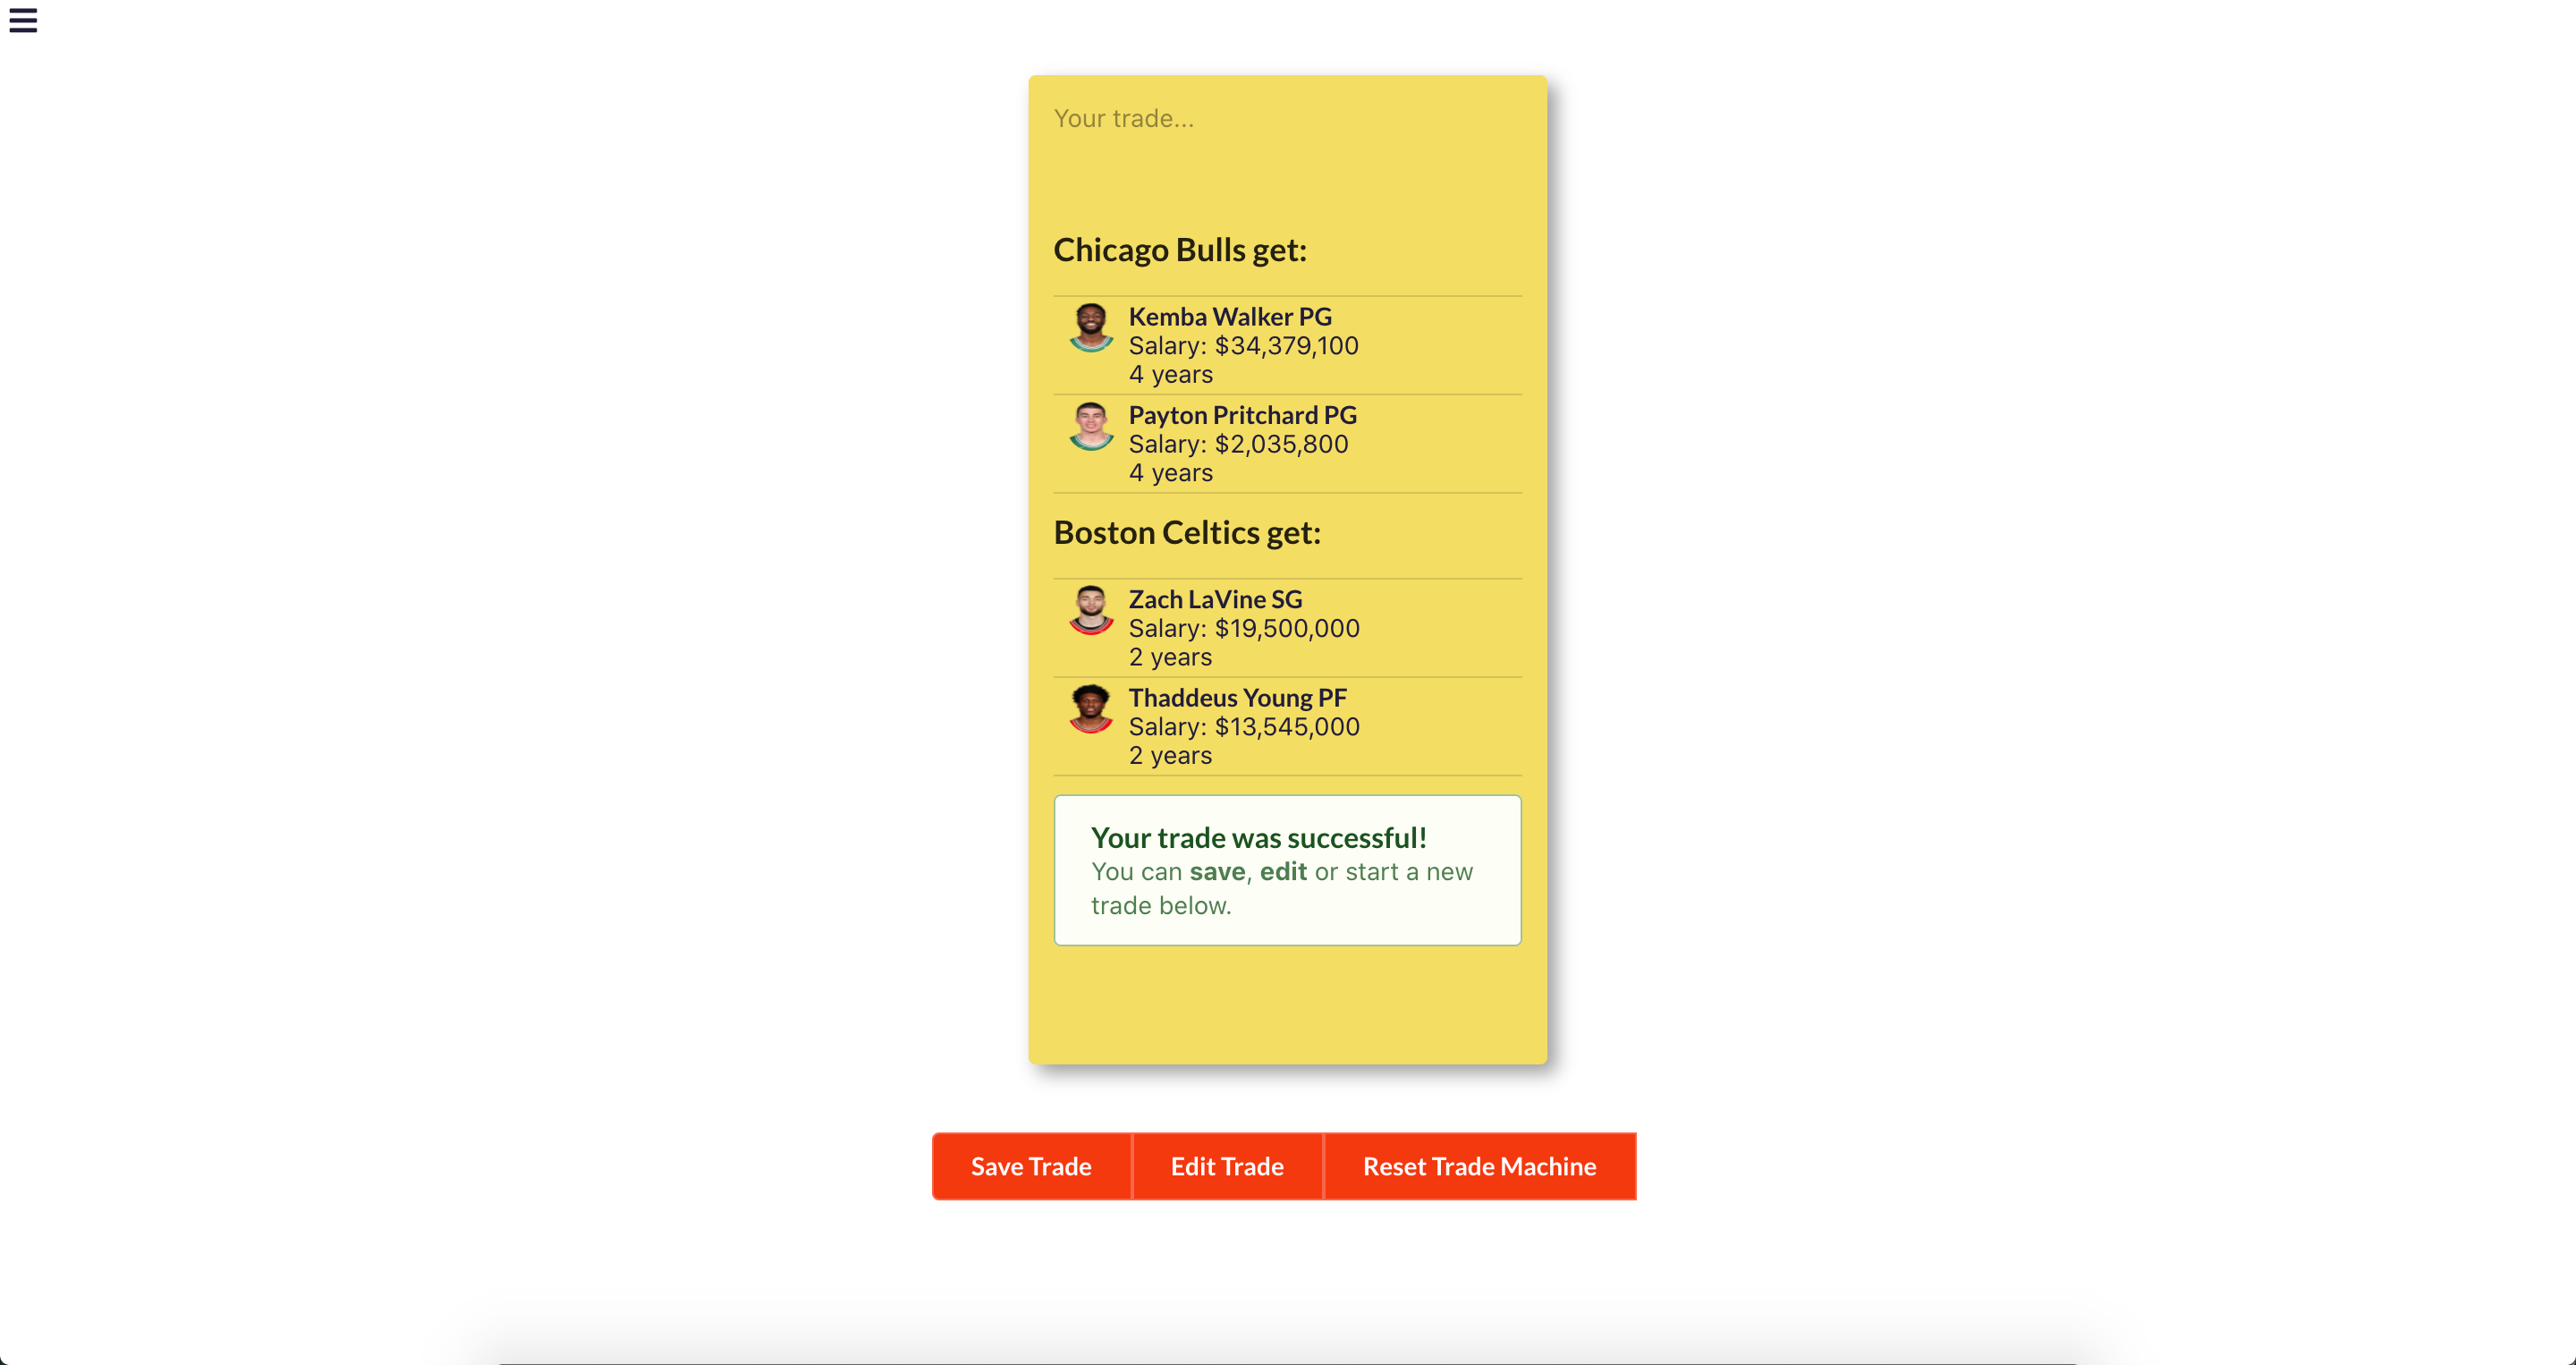 Your trade...
Chicago Bulls get:
Kemba Walker PG
Salary: $34,379,100
4 years
Payton Pritchard PG
Salary: $2,035,800
4 years
Boston Celtics get:
Zach LaVine SG
Salary: $19,500,000
2 years
Thaddeus Young PF
Salary: $13,545,000
2 years
Your trade was successful!
You can save, edit or start a new
trade below.
Save Trade Edit Trade Reset Trade Machine